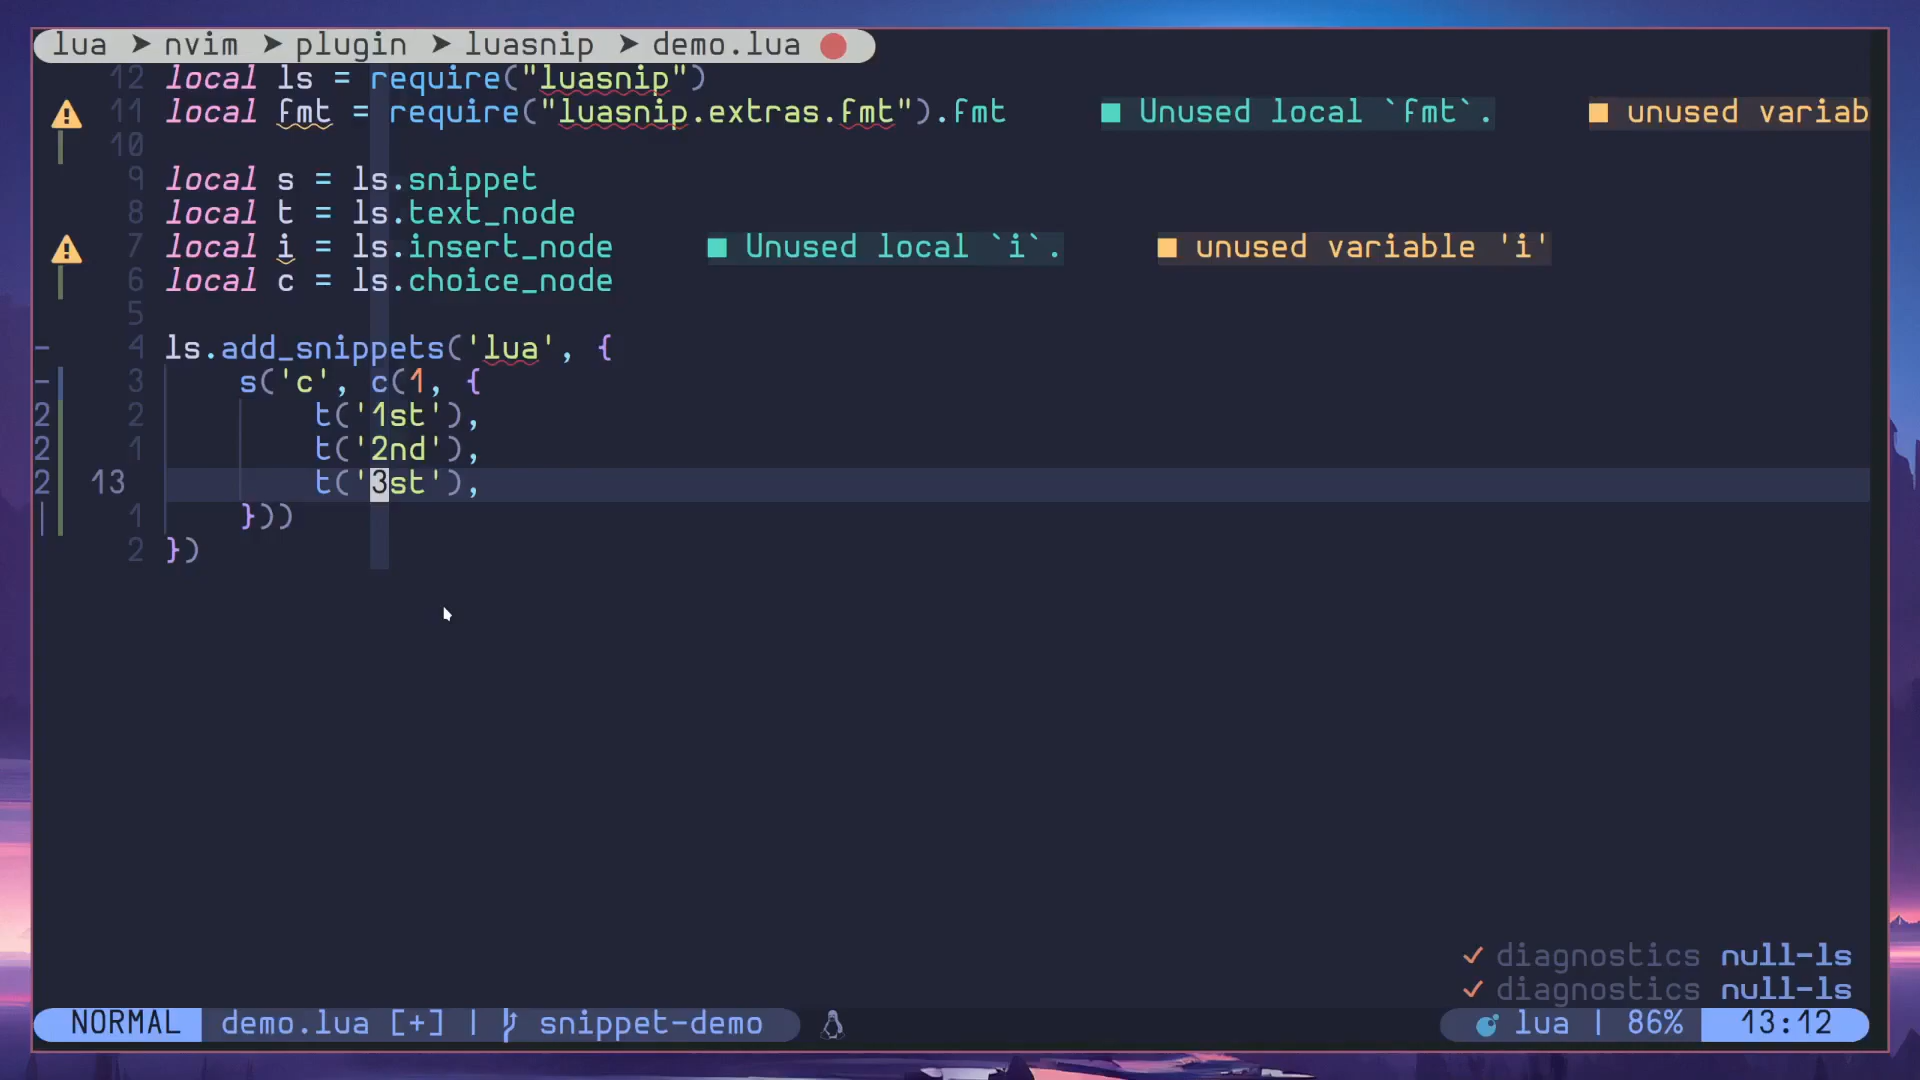 lua ➤ nvim ➤ plugin ➤ luasnip ➤ demo.lua
12 local ls = require("luasnip")
11 local fmt = require("luasnip.extras.fmt").fmt ■ Unused local `fmt`. ■ unused variab
10
9 local s = ls.snippet
8 local t = ls.text_node
7 local i = ls.insert_node ■ Unused local `i`. ■ unused variable 'i'
6 local c = ls.choice_node
5
- 4 ls.add_snippets('lua', {
- 3 s('c', c(1, {
2 2 t('1st'),
2 1 t('2nd'),
2 13 t('3st'),
1 }))
2 })
✓ diagnostics null-ls
✓ diagnostics null-ls
NORMAL demo.lua [+] | snippet-demo lua | 86% 13:12